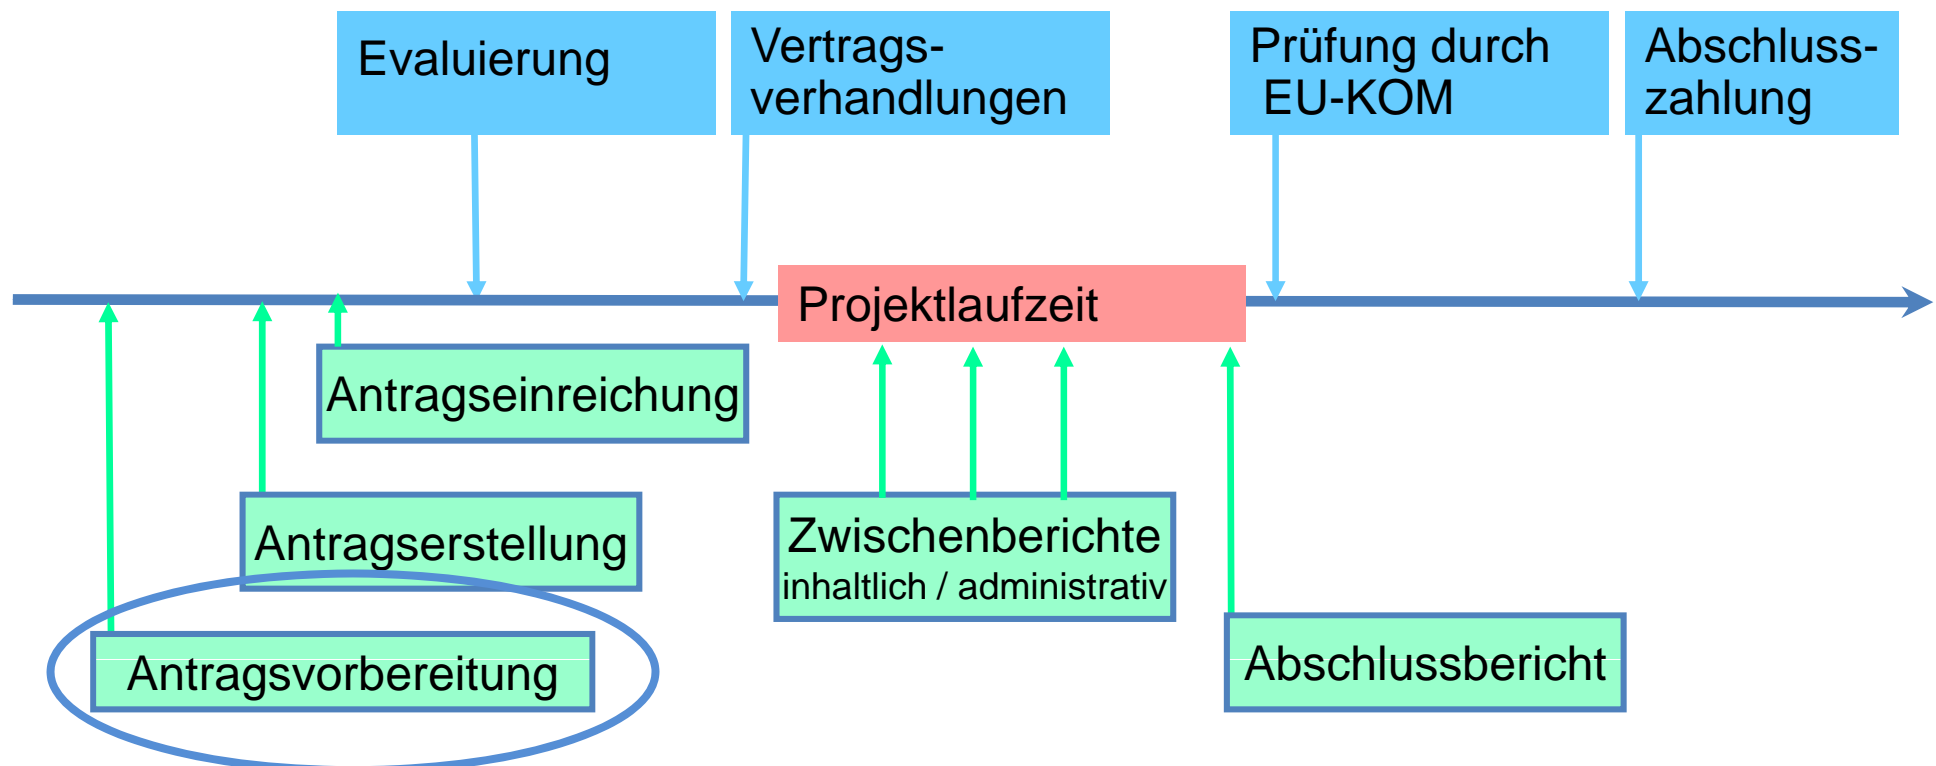 Evaluierung
Vertrags-
verhandlungen
Prüfung durch
EU-KOM
Abschluss-
zahlung
Projektlaufzeit
Antragseinreichung
Antragserstellung
Antragsvorbereitung
Zwischenberichte
inhaltlich / administrativ
Abschlussbericht